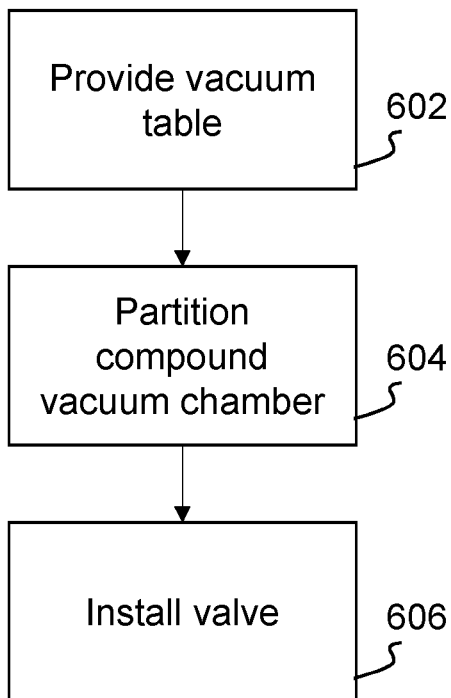 Provide vacuum
table
602
Partition
compound
vacuum chamber
604
Install valve
606